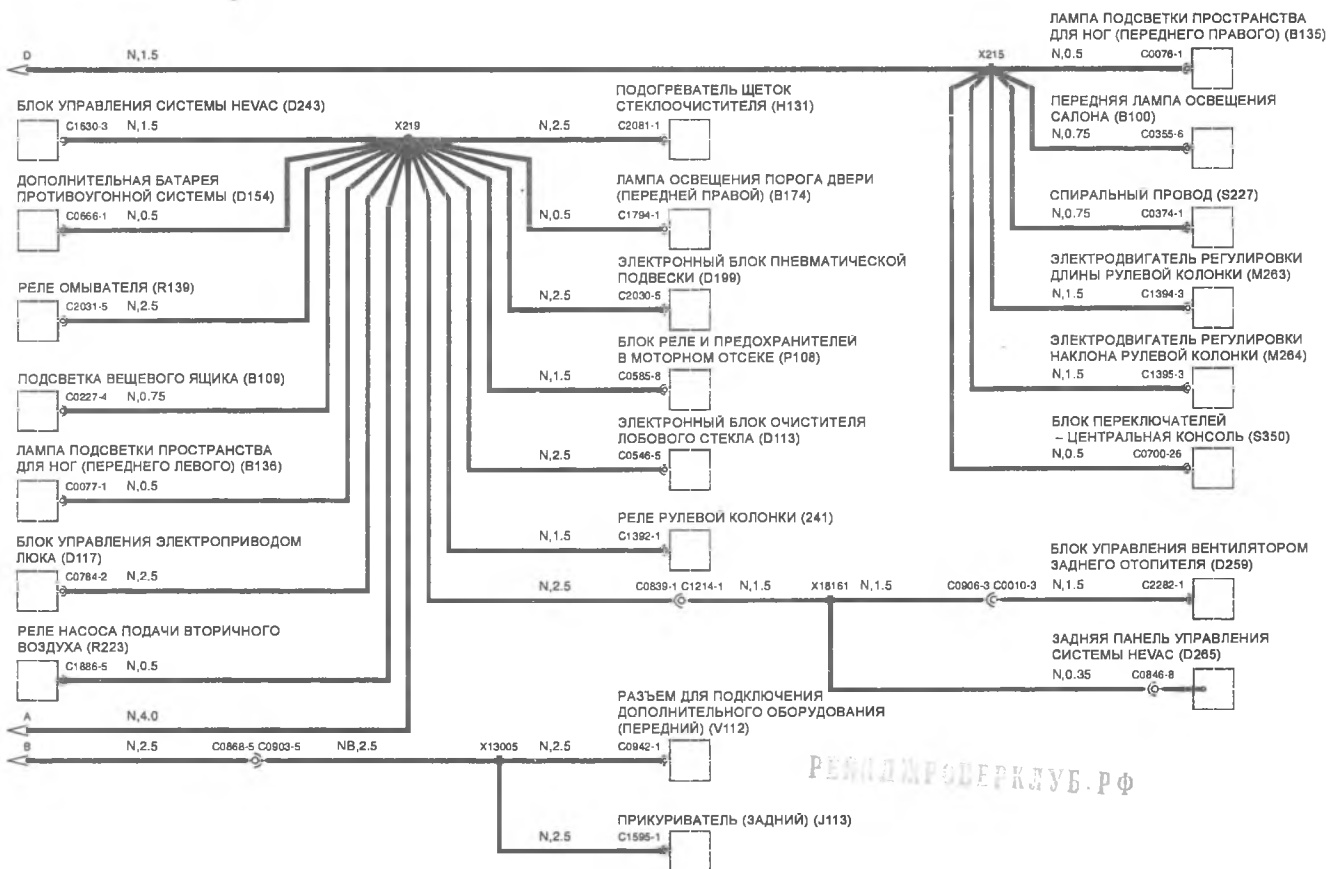 D
N,1.5
X215
ЛАМПА ПОДСВЕТКИ ПРОСТРАНСТВА
ДЛЯ НОГ (ПЕРЕДНЕГО ПРАВОГО) (B135)
N,0.5 C0076-1
БЛОК УПРАВЛЕНИЯ СИСТЕМЫ HEVAC (D243)
C1630-3 N,1.5
X219
ПОДОГРЕВАТЕЛЬ ЩЕТОК
СТЕКЛООЧИСТИТЕЛЯ (H131)
N,2.5 C2081-1
ПЕРЕДНЯЯ ЛАМПА ОСВЕЩЕНИЯ
САЛОНА (B100)
N,0.75 C0355-6
ДОПОЛНИТЕЛЬНАЯ БАТАРЕЯ
ПРОТИВОУГОННОЙ СИСТЕМЫ (D154)
C0666-1 N,0.5
ЛАМПА ОСВЕЩЕНИЯ ПОРОГА ДВЕРИ
(ПЕРЕДНЕЙ ПРАВОЙ) (B174)
N,0.5 C1794-1
СПИРАЛЬНЫЙ ПРОВОД (S227)
N,0.75 C0374-1
РЕЛЕ ОМЫВАТЕЛЯ (R139)
C2031-5 N,2.5
ЭЛЕКТРОННЫЙ БЛОК ПНЕВМАТИЧЕСКОЙ
ПОДВЕСКИ (D199)
N,2.5 C2030-5
ЭЛЕКТРОДВИГАТЕЛЬ РЕГУЛИРОВКИ
ДЛИНЫ РУЛЕВОЙ КОЛОНКИ (M263)
N,1.5 C1394-3
ПОДСВЕТКА ВЕЩЕВОГО ЯЩИКА (B109)
C0227-4 N,0.75
БЛОК РЕЛЕ И ПРЕДОХРАНИТЕЛЕЙ
В МОТОРНОМ ОТСЕКЕ (P108)
N,1.5 C0585-8
ЭЛЕКТРОДВИГАТЕЛЬ РЕГУЛИРОВКИ
НАКЛОНА РУЛЕВОЙ КОЛОНКИ (M264)
N,1.5 C1395-3
ЛАМПА ПОДСВЕТКИ ПРОСТРАНСТВА
ДЛЯ НОГ (ПЕРЕДНЕГО ЛЕВОГО) (B136)
C0077-1 N,0.5
ЭЛЕКТРОННЫЙ БЛОК ОЧИСТИТЕЛЯ
ЛОБОВОГО СТЕКЛА (D113)
N,2.5 C0546-5
БЛОК ПЕРЕКЛЮЧАТЕЛЕЙ
– ЦЕНТРАЛЬНАЯ КОНСОЛЬ (S350)
N,0.5 C0700-26
БЛОК УПРАВЛЕНИЯ ЭЛЕКТРОПРИВОДОМ
ЛЮКА (D117)
C0784-2 N,2.5
РЕЛЕ РУЛЕВОЙ КОЛОНКИ (241)
N,1.5 C1392-1
N,2.5 C0839-1 C1214-1 N,1.5 X18161 N,1.5 C0906-3 C0010-3
БЛОК УПРАВЛЕНИЯ ВЕНТИЛЯТОРОМ
ЗАДНЕГО ОТОПИТЕЛЯ (D259)
N,1.5 C2282-1
РЕЛЕ НАСОСА ПОДАЧИ ВТОРИЧНОГО
ВОЗДУХА (R223)
C1886-5 N,0.5
ЗАДНЯЯ ПАНЕЛЬ УПРАВЛЕНИЯ
СИСТЕМЫ HEVAC (D265)
N,0.35 C0846-8
A
N,4.0
B
N,2.5 C0868-5 C0903-5 NB,2.5 X13005
РАЗЪЕМ ДЛЯ ПОДКЛЮЧЕНИЯ
ДОПОЛНИТЕЛЬНОГО ОБОРУДОВАНИЯ
(ПЕРЕДНИЙ) (V112)
N,2.5 C0942-1
ПРИКУРИВАТЕЛЬ (ЗАДНИЙ) (J113)
N,2.5 C1595-1
РЕЙНДЖРОВЕРКЛУБ.РФ